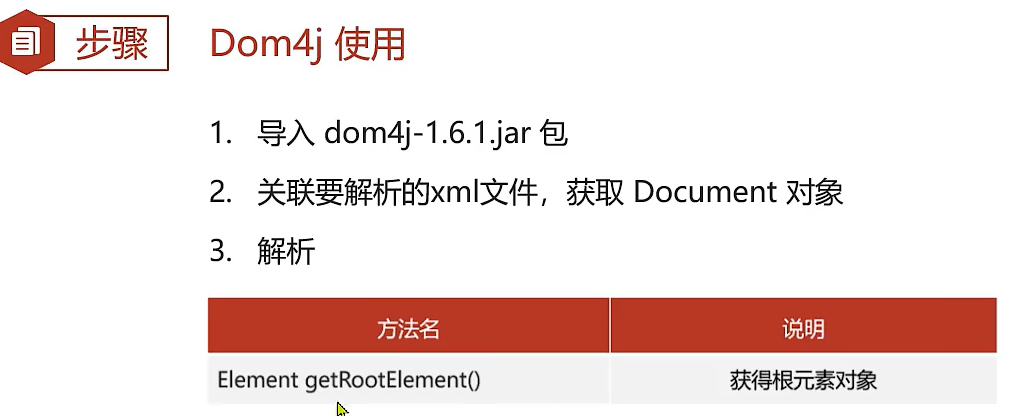 步骤
Dom4j 使用
1. 导入 dom4j-1.6.1.jar 包
2. 关联要解析的xml文件，获取 Document 对象
3. 解析
方法名 说明
Element getRootElement() 获得根元素对象